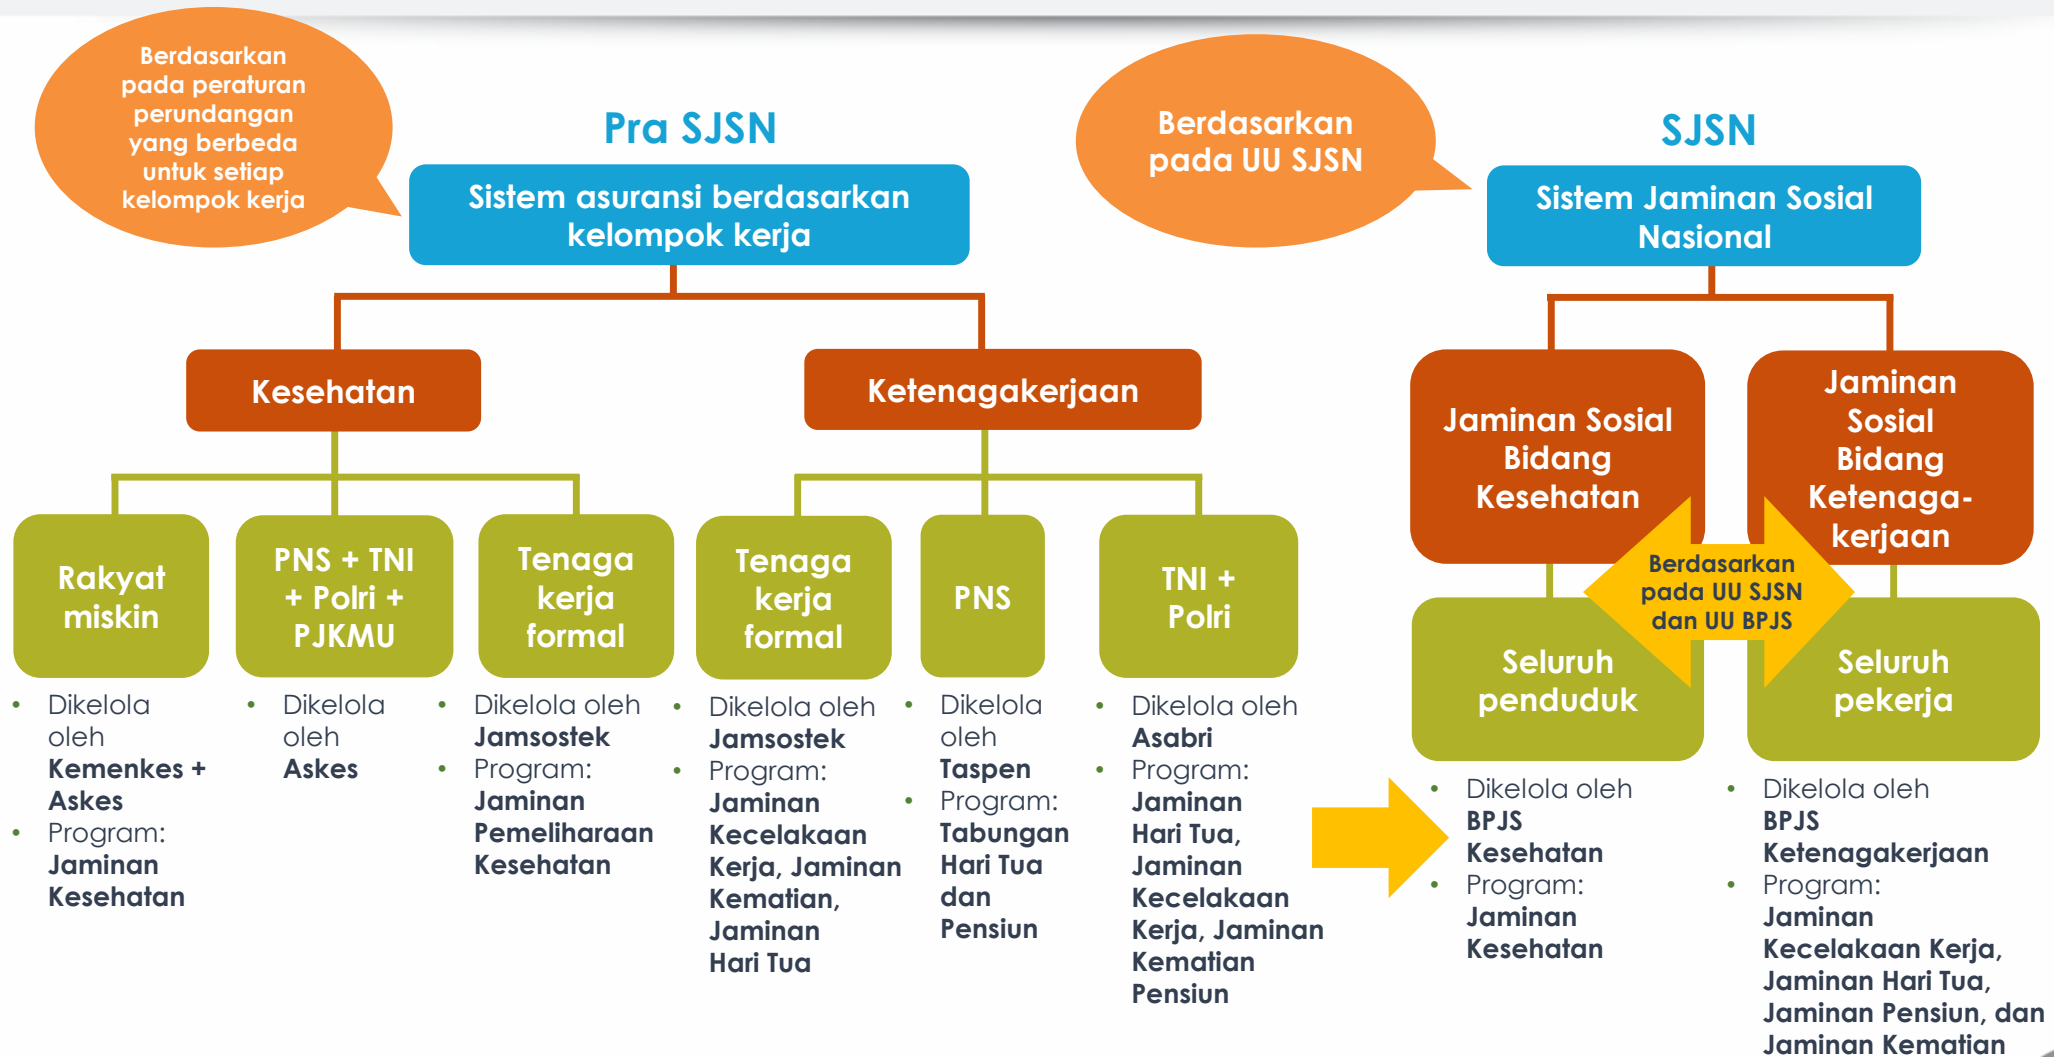 Berdasarkan
pada peraturan
perundangan
yang berbeda
untuk setiap
kelompok kerja
Pra SJSN
Sistem asuransi berdasarkan
kelompok kerja
Kesehatan
Ketenagakerjaan
Rakyat
miskin
PNS + TNI
+ Polri +
PJKMU
Tenaga
kerja
formal
Tenaga
kerja
formal
PNS
TNI +
Polri
• Dikelola
oleh
Kemenkes +
Askes
• Program:
Jaminan
Kesehatan
• Dikelola
oleh
Askes
• Dikelola oleh
Jamsostek
• Program:
Jaminan
Pemeliharaan
Kesehatan
• Dikelola oleh
Jamsostek
• Program:
Jaminan
Kecelakaan
Kerja, Jaminan
Kematian,
Jaminan
Hari Tua
• Dikelola
oleh
Taspen
• Program:
Tabungan
Hari Tua
dan
Pensiun
• Dikelola oleh
Asabri
• Program:
Jaminan
Hari Tua,
Jaminan
Kecelakaan
Kerja, Jaminan
Kematian
Pensiun
Berdasarkan
pada UU SJSN
SJSN
Sistem Jaminan Sosial
Nasional
Jaminan Sosial
Bidang
Kesehatan
Jaminan
Sosial
Bidang
Ketenaga-
kerjaan
Berdasarkan
pada UU SJSN
dan UU BPJS
Seluruh
penduduk
Seluruh
pekerja
• Dikelola oleh
BPJS
Kesehatan
• Program:
Jaminan
Kesehatan
• Dikelola oleh
BPJS
Ketenagakerjaan
• Program:
Jaminan
Kecelakaan Kerja,
Jaminan Hari Tua,
Jaminan Pensiun, dan
Jaminan Kematian